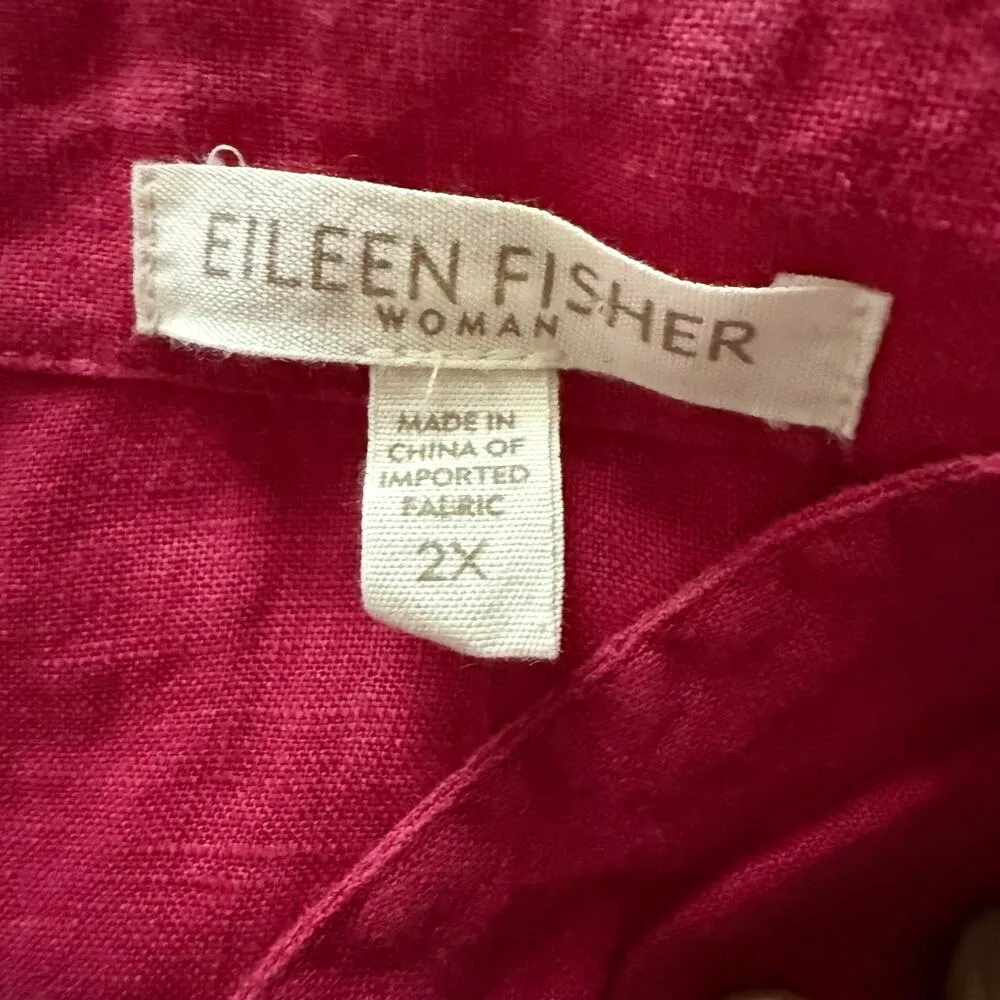 EILEEN FISHER
WOMAN
MADE IN
CHINA OF
IMPORTED
FABRIC
2X